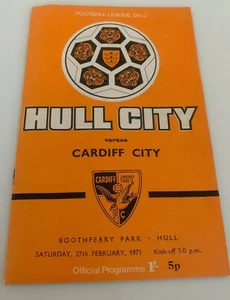 FOOTBALL LEAGUE, DIV. 2
HULL CITY
versus
CARDIFF CITY
BOOTHFERRY PARK - HULL
SATURDAY, 27th FEBRUARY, 1971 Kick-off 3.0 p.m.
Official Programme 1/- 5p